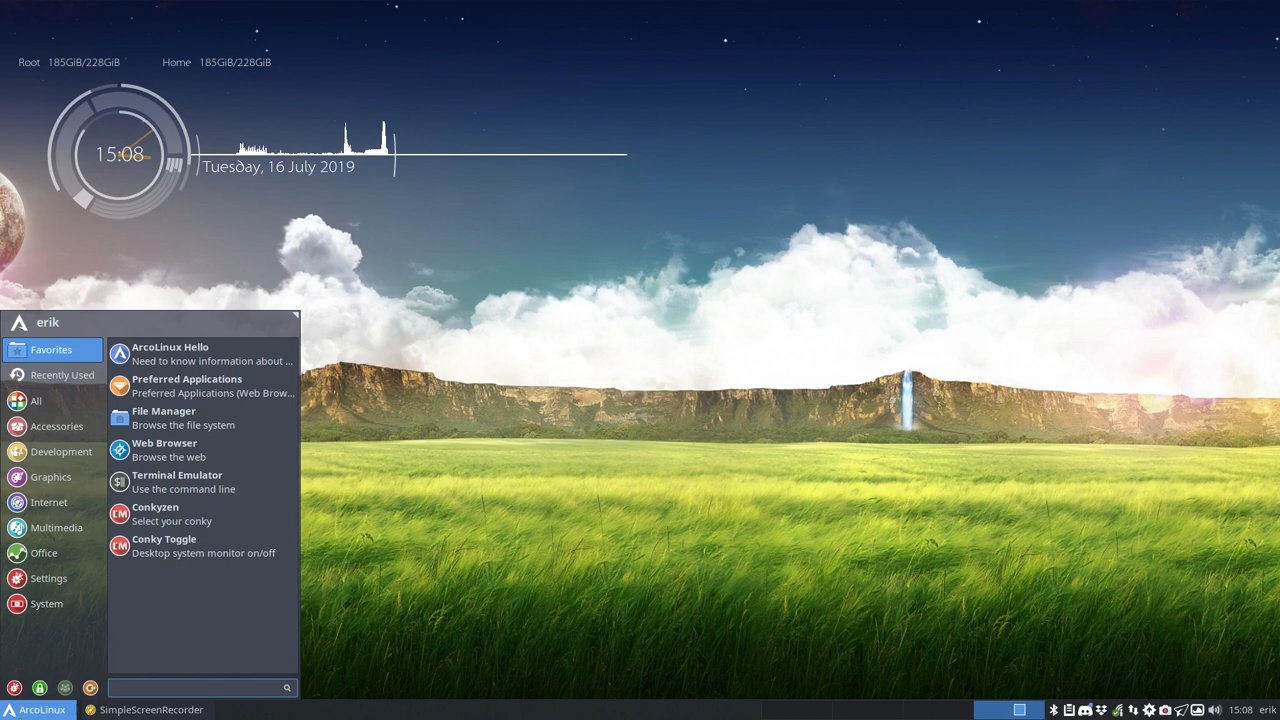 Root 185GiB/228GiB Home 185GiB/228GiB
15:08
Tuesday, 16 July 2019
erik
Favorites
Recently Used
All
Accessories
Development
Graphics
Internet
Multimedia
Office
Settings
System
ArcoLinux Hello
Need to know information about ...
Preferred Applications
Preferred Applications (Web Brow...
File Manager
Browse the file system
Web Browser
Browse the web
Terminal Emulator
Use the command line
CM
Conkyzen
Select your conky
CM
Conky Toggle
Desktop system monitor on/off
ArcoLinux SimpleScreenRecorder 15:08 erik